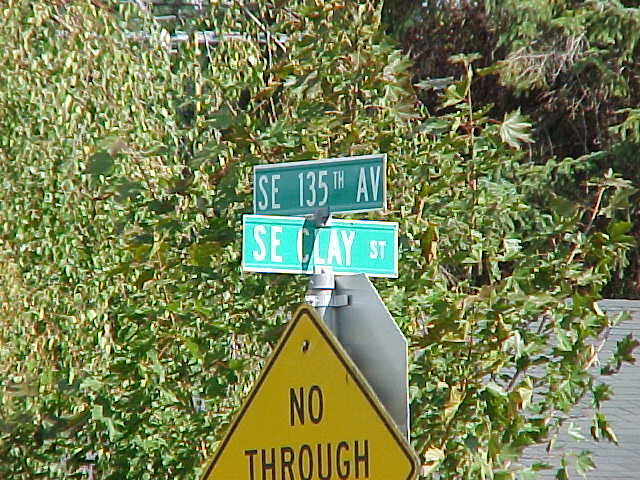 SE 135TH AV
SE CLAY ST
NO
THROUGH